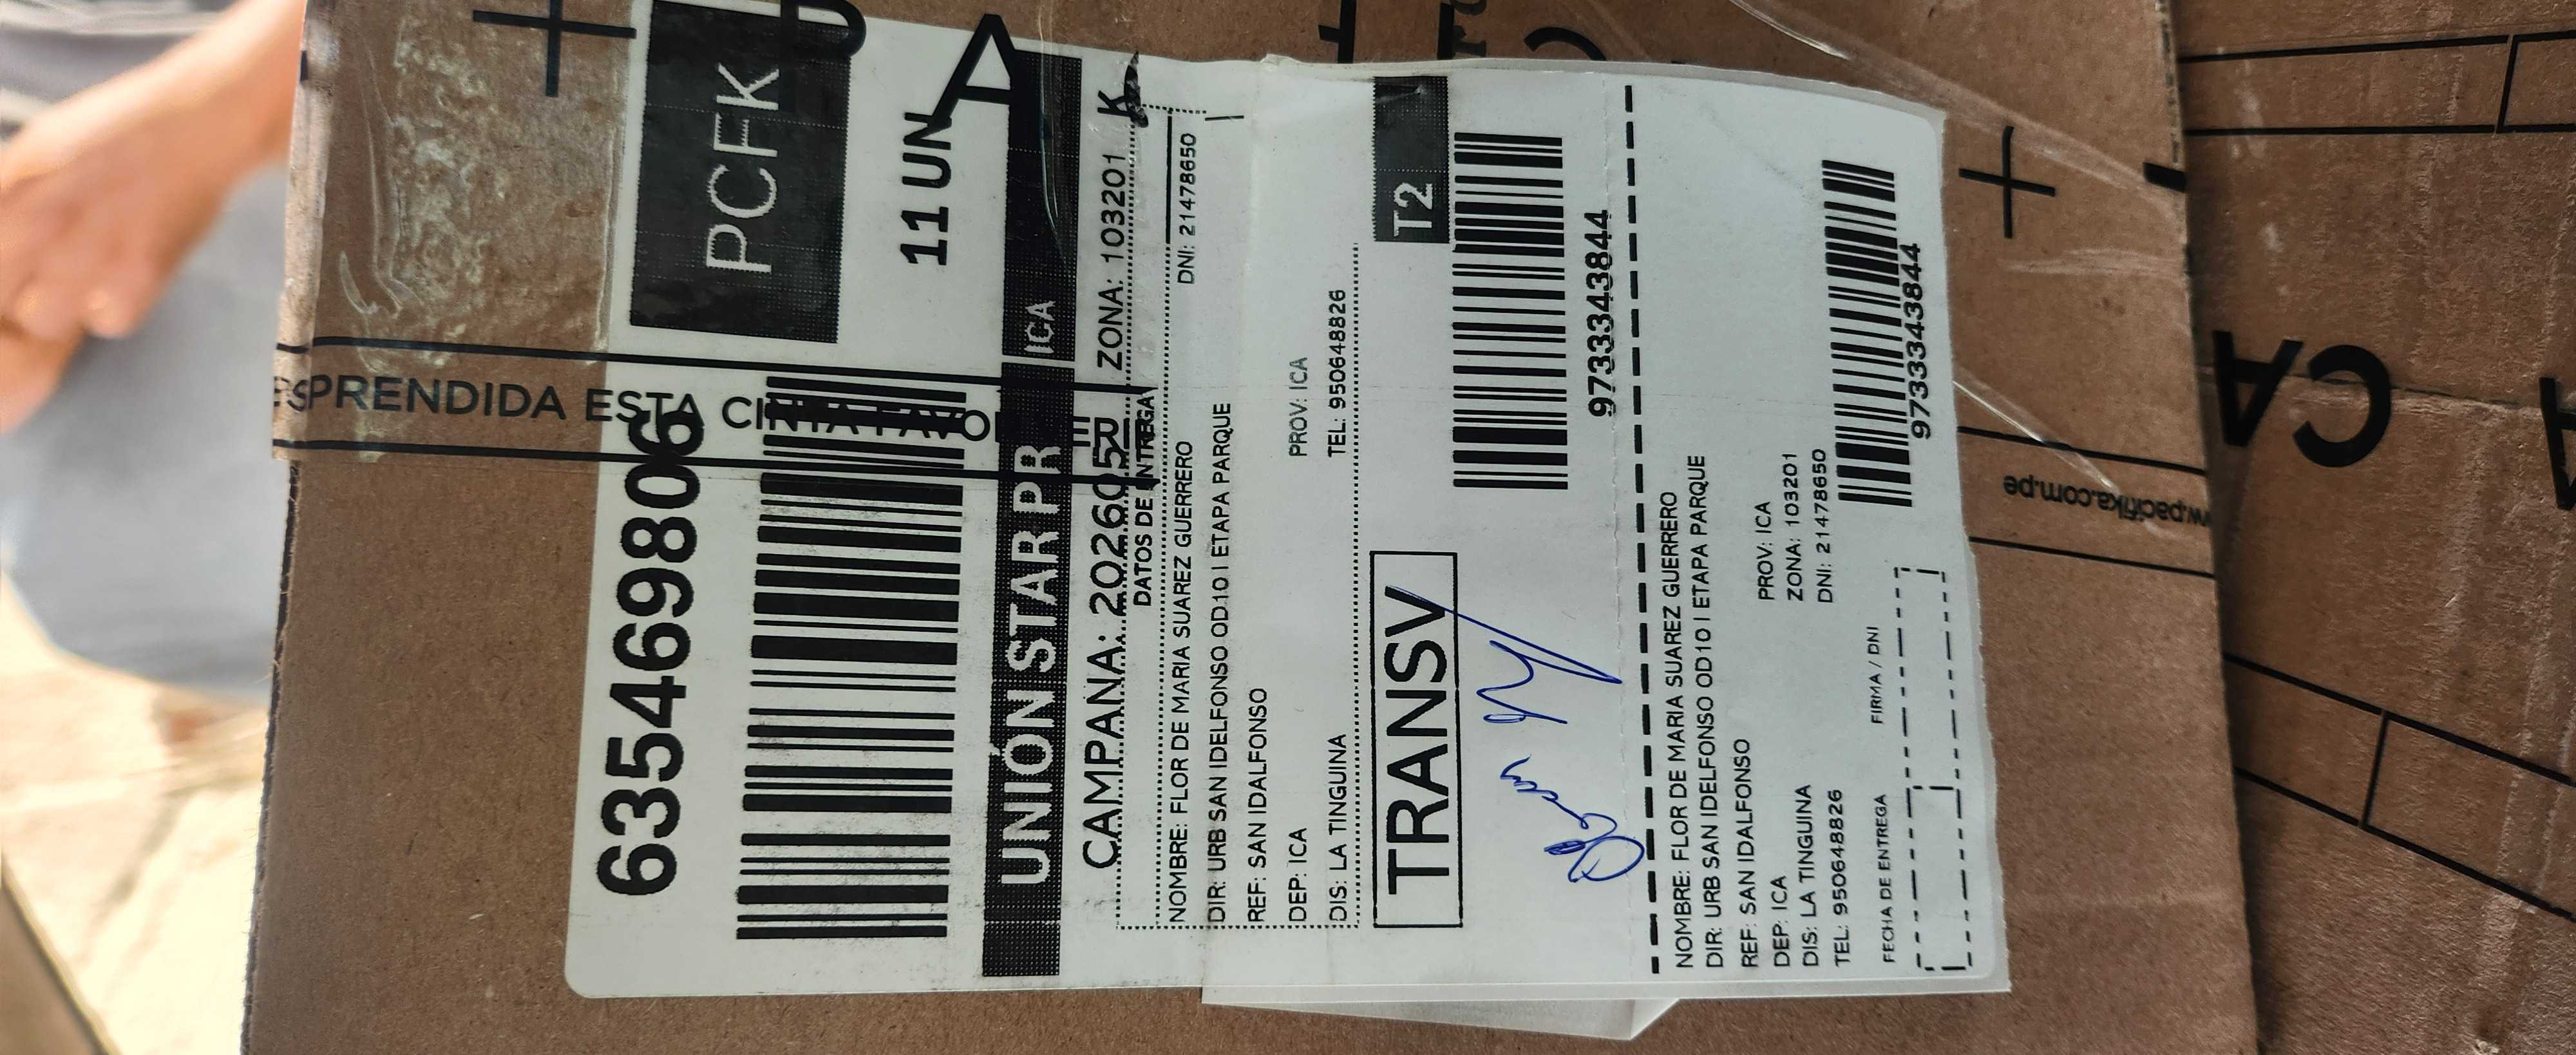 PCFK
6354698806
11 UN
UNIÓN STAR PR ICA
CAMPANA: 202605 ZONA: 103201 K
DATOS DE ENTREGA
NOMBRE: FLOR DE MARIA SUAREZ GUERRERO DNI: 21478650
DIR: URB SAN IDELFONSO OD10 I ETAPA PARQUE
REF: SAN IDALFONSO
DEP: ICA PROV: ICA
DIS: LA TINGUINA TEL: 950648826
TRANSV T2
9733343844
NOMBRE: FLOR DE MARIA SUAREZ GUERRERO
DIR: URB SAN IDELFONSO OD10 I ETAPA PARQUE
REF: SAN IDALFONSO
DEP: ICA PROV: ICA
DIS: LA TINGUINA ZONA: 103201
TEL: 950648826 DNI: 21478650
9733343844
FECHA DE ENTREGA FIRMA / DNI
PRENDIDA ESTA CINTA FAVO
A
CA
www.pacifika.com.pe